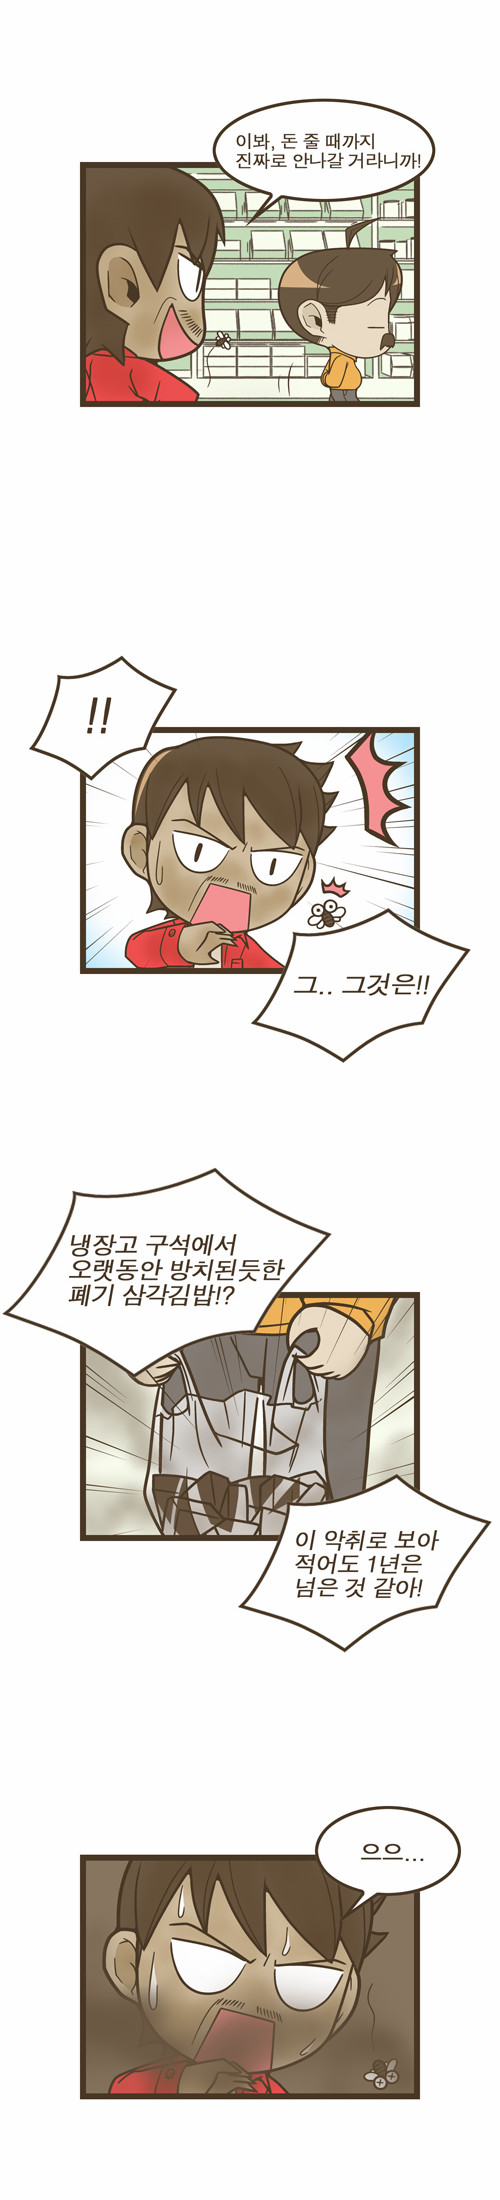 이봐, 돈 줄 때까지
진짜로 안나갈 거라니까!
!!
그.. 그것은!!
냉장고 구석에서
오랫동안 방치된듯한
폐기 삼각김밥!?
이 악취로 보아
적어도 1년은
넘은 것 같아!
으으...